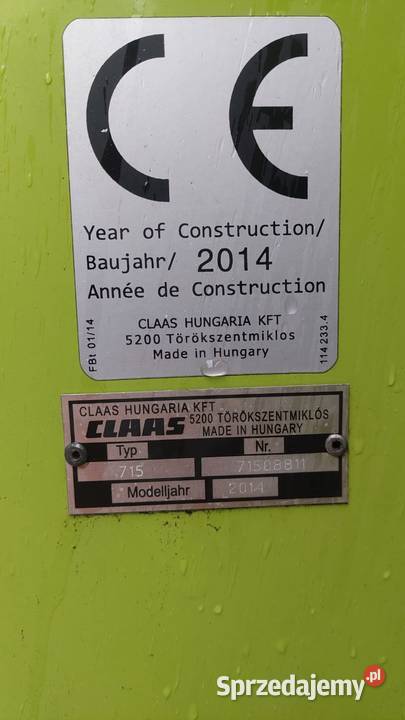 CE
Year of Construction/
Baujahr/ 2014
Année de Construction
CLAAS HUNGARIA KFT
5200 Törökszentmiklos
Made in Hungary
FBt 01/14
114 233.4
CLAAS HUNGARIA KFT
CLAAS 5200 TÖRÖKSZENTMIKLÓS
MADE IN HUNGARY
Typ Nr.
715 71508811
Modelljahr 2014
Sprzedajemy.pl